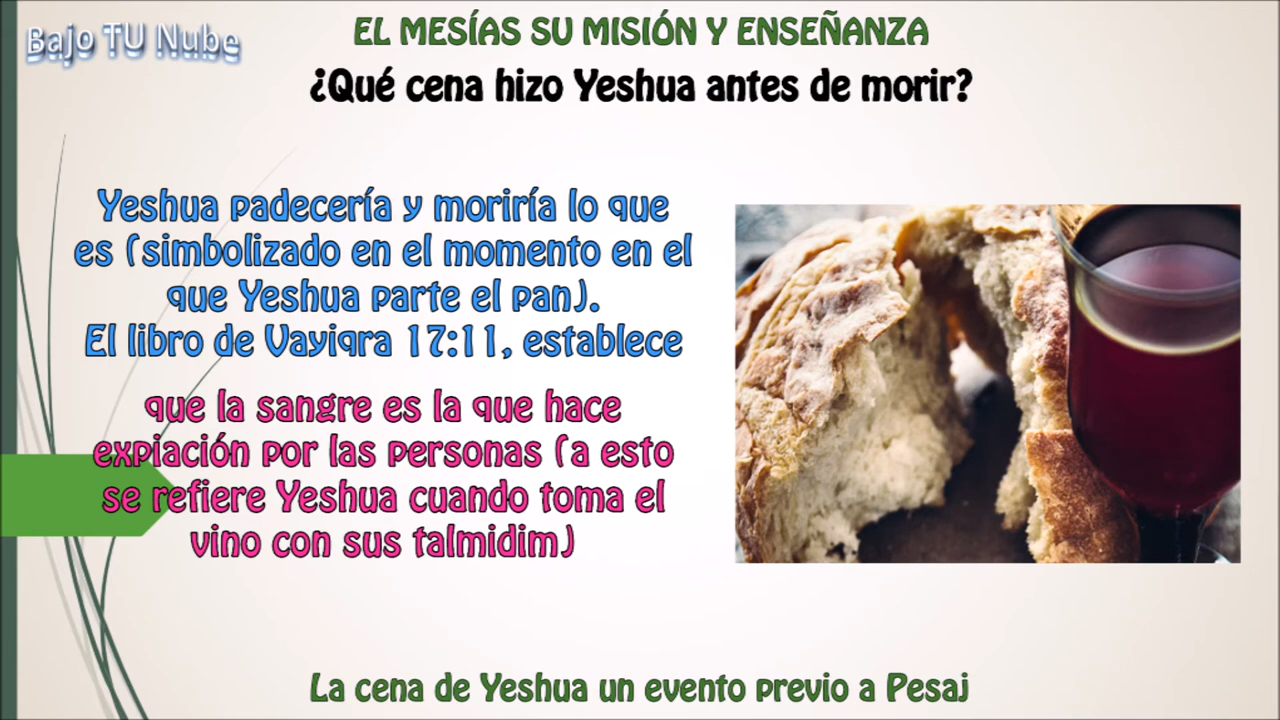 Bajo TU Nube
EL MESÍAS SU MISIÓN Y ENSEÑANZA
¿Qué cena hizo Yeshua antes de morir?
Yeshua padecería y moriría lo que
es (simbolizado en el momento en el
que Yeshua parte el pan).
El libro de Vayiqra 17:11, establece
que la sangre es la que hace
expiación por las personas (a esto
se refiere Yeshua cuando toma el
vino con sus talmidim)
La cena de Yeshua un evento previo a Pesaj